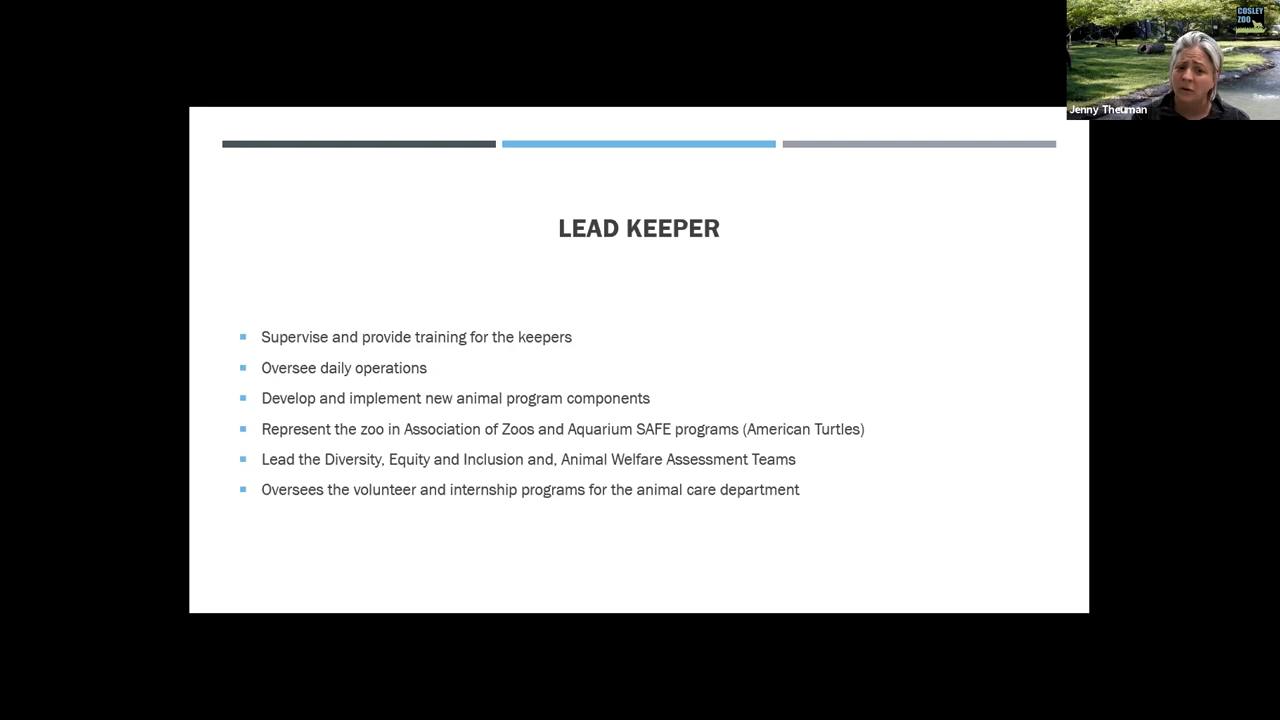 COSLEY
ZOO
Jenny Theuman
LEAD KEEPER
Supervise and provide training for the keepers
Oversee daily operations
Develop and implement new animal program components
Represent the zoo in Association of Zoos and Aquarium SAFE programs (American Turtles)
Lead the Diversity, Equity and Inclusion and, Animal Welfare Assessment Teams
Oversees the volunteer and internship programs for the animal care department